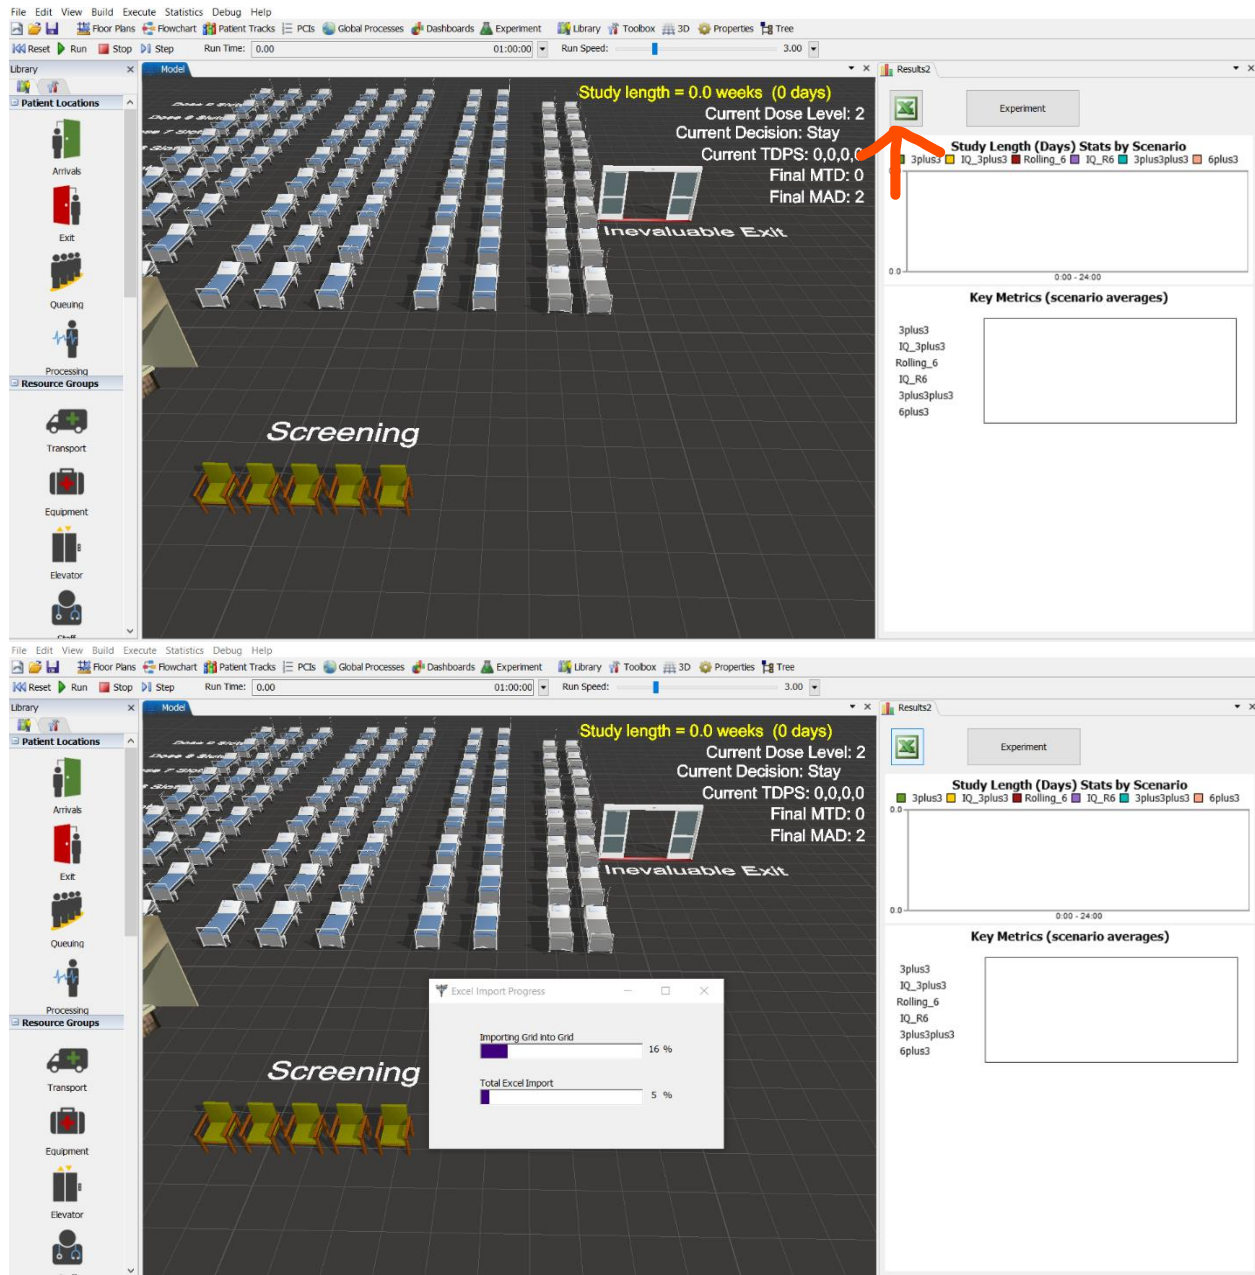 File Edit View Build Execute Statistics Debug Help
Floor Plans Flowchart Patient Tracks PCIs Global Processes Dashboards Experiment Library Toolbox 3D Properties Tree
Reset Run Stop Step Run Time: 0.00 01:00:00 Run Speed: 3.00
Library × Model × Results2 ×
Patient Locations
Arrivals
Exit
Queuing
Processing
Resource Groups
Transport
Equipment
Elevator
Staff
Study length = 0.0 weeks (0 days)
Current Dose Level: 2
Current Decision: Stay
Current TDPS: 0,0,0,0
Final MTD: 0
Final MAD: 2
Inevaluable Exit
Screening
Experiment
Study Length (Days) Stats by Scenario
3plus3 IQ_3plus3 Rolling_6 IQ_R6 3plus3plus3 6plus3
0.0
0:00 - 24:00
Key Metrics (scenario averages)
3plus3
IQ_3plus3
Rolling_6
IQ_R6
3plus3plus3
6plus3
File Edit View Build Execute Statistics Debug Help
Floor Plans Flowchart Patient Tracks PCIs Global Processes Dashboards Experiment Library Toolbox 3D Properties Tree
Reset Run Stop Step Run Time: 0.00 01:00:00 Run Speed: 3.00
Library × Model × Results2 ×
Patient Locations
Arrivals
Exit
Queuing
Processing
Resource Groups
Transport
Equipment
Elevator
Study length = 0.0 weeks (0 days)
Current Dose Level: 2
Current Decision: Stay
Current TDPS: 0,0,0,0
Final MTD: 0
Final MAD: 2
Inevaluable Exit
Screening
Excel Import Progress
Importing Grid into Grid
16 %
Total Excel Import
5 %
Experiment
Study Length (Days) Stats by Scenario
3plus3 IQ_3plus3 Rolling_6 IQ_R6 3plus3plus3 6plus3
0.0
0.0
0:00 - 24:00
Key Metrics (scenario averages)
3plus3
IQ_3plus3
Rolling_6
IQ_R6
3plus3plus3
6plus3